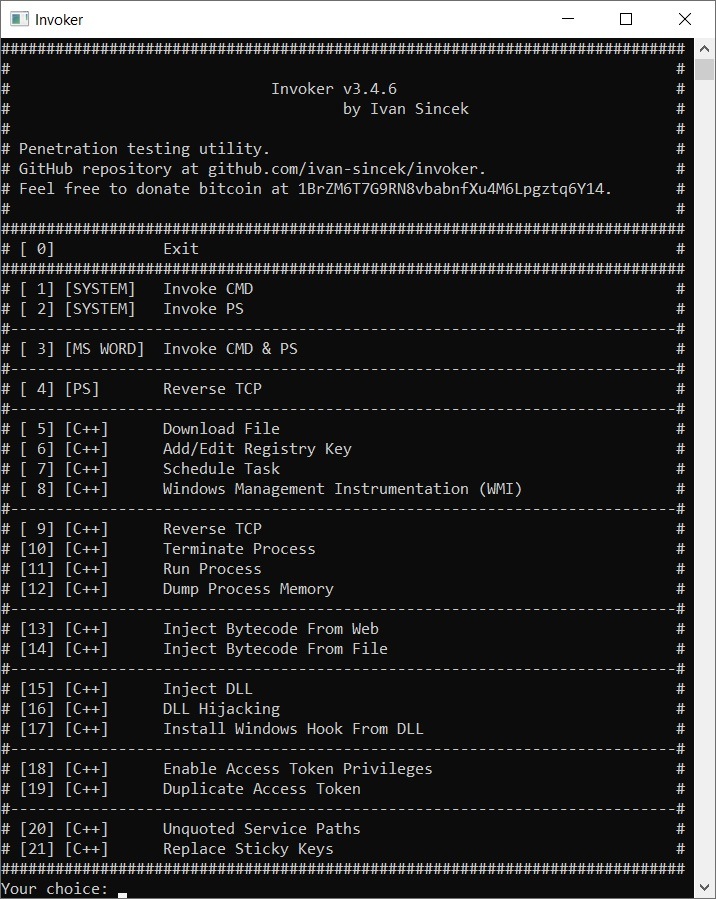 Invoker
############################################################################
#                                                                          #
#                             Invoker v3.4.6                               #
#                                     by Ivan Sincek                       #
#                                                                          #
# Penetration testing utility.                                             #
# GitHub repository at github.com/ivan-sincek/invoker.                     #
# Feel free to donate bitcoin at 1BrZM6T7G9RN8vbabnfXu4M6Lpgztq6Y14.       #
#                                                                          #
############################################################################
# [ 0]            Exit                                                     #
############################################################################
# [ 1] [SYSTEM]   Invoke CMD                                               #
# [ 2] [SYSTEM]   Invoke PS                                                #
#--------------------------------------------------------------------------#
# [ 3] [MS WORD]  Invoke CMD & PS                                          #
#--------------------------------------------------------------------------#
# [ 4] [PS]       Reverse TCP                                              #
#--------------------------------------------------------------------------#
# [ 5] [C++]      Download File                                            #
# [ 6] [C++]      Add/Edit Registry Key                                    #
# [ 7] [C++]      Schedule Task                                            #
# [ 8] [C++]      Windows Management Instrumentation (WMI)                 #
#--------------------------------------------------------------------------#
# [ 9] [C++]      Reverse TCP                                              #
# [10] [C++]      Terminate Process                                        #
# [11] [C++]      Run Process                                              #
# [12] [C++]      Dump Process Memory                                      #
#--------------------------------------------------------------------------#
# [13] [C++]      Inject Bytecode From Web                                 #
# [14] [C++]      Inject Bytecode From File                                #
#--------------------------------------------------------------------------#
# [15] [C++]      Inject DLL                                               #
# [16] [C++]      DLL Hijacking                                            #
# [17] [C++]      Install Windows Hook From DLL                            #
#--------------------------------------------------------------------------#
# [18] [C++]      Enable Access Token Privileges                           #
# [19] [C++]      Duplicate Access Token                                   #
#--------------------------------------------------------------------------#
# [20] [C++]      Unquoted Service Paths                                   #
# [21] [C++]      Replace Sticky Keys                                      #
############################################################################
Your choice: